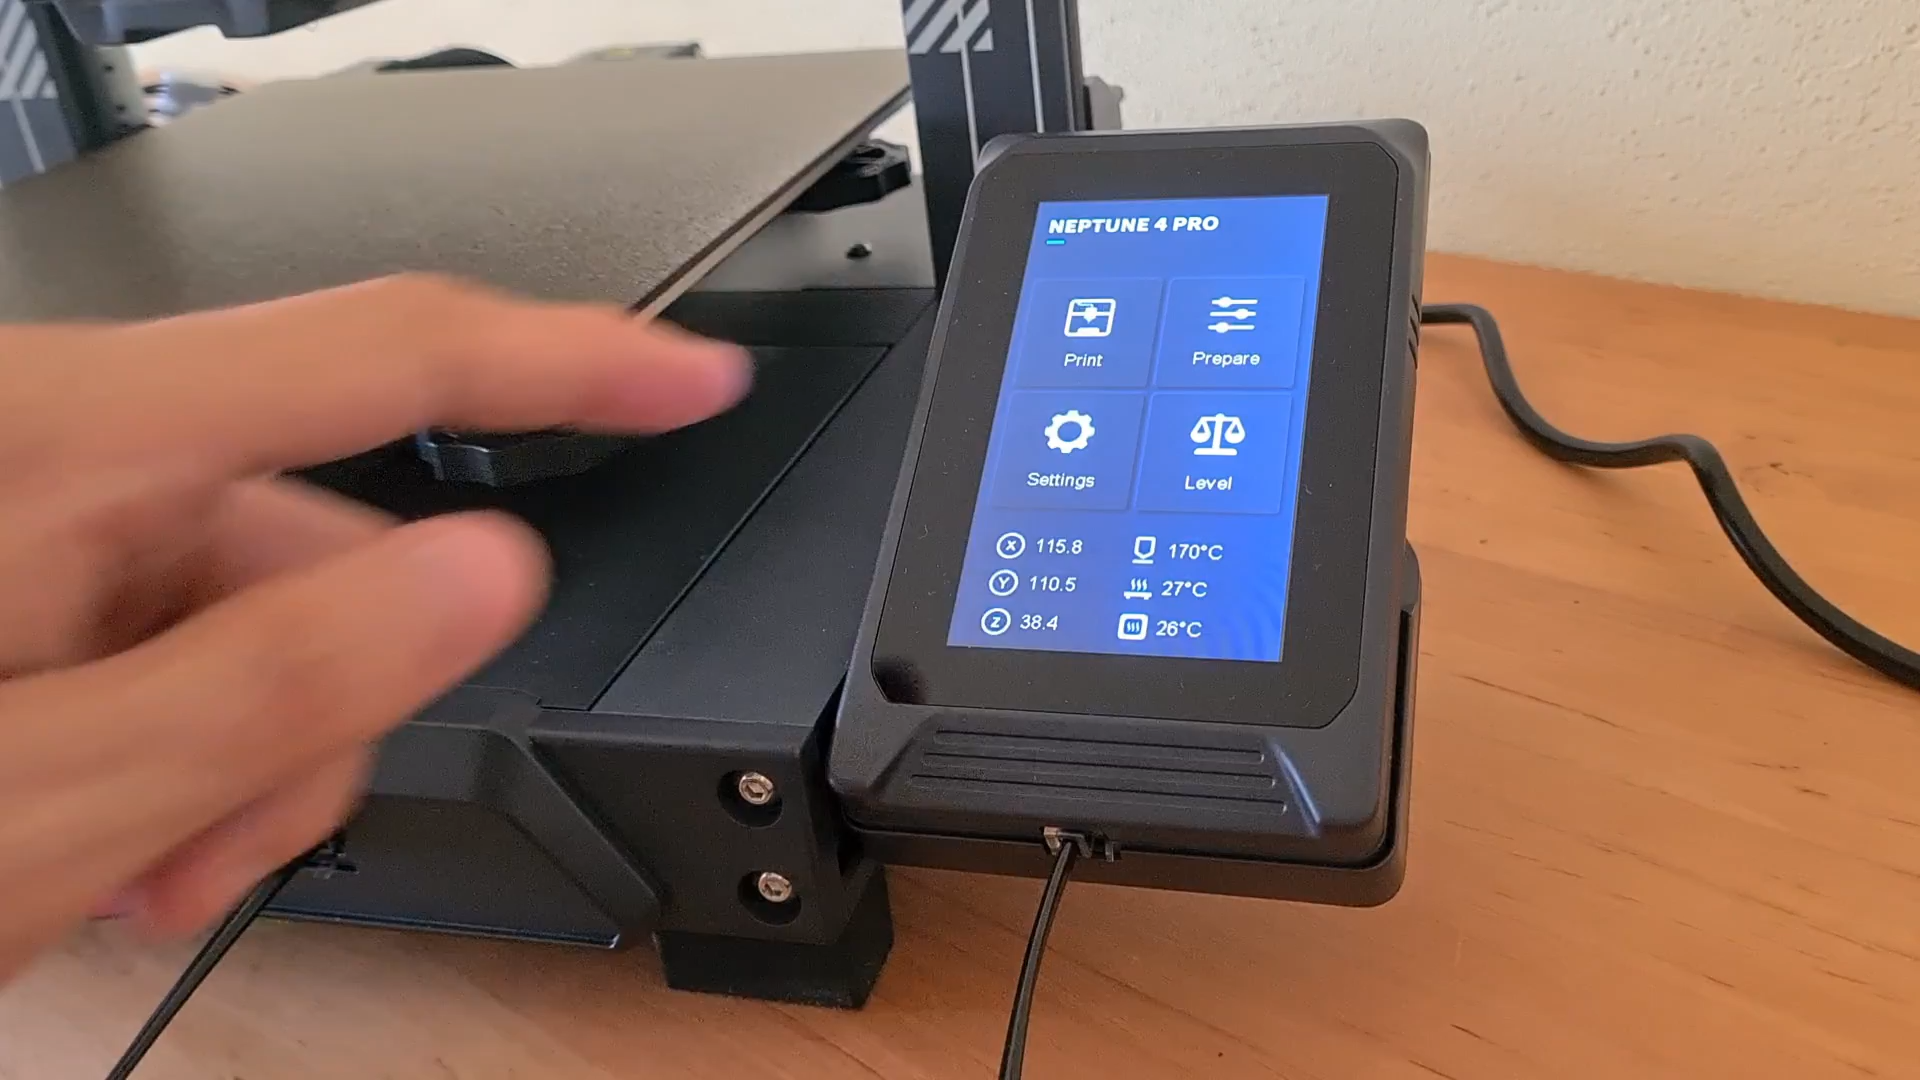 NEPTUNE 4 PRO
Print
Prepare
Settings
Level
X 115.8
170°C
Y 110.5
27°C
Z 38.4
26°C